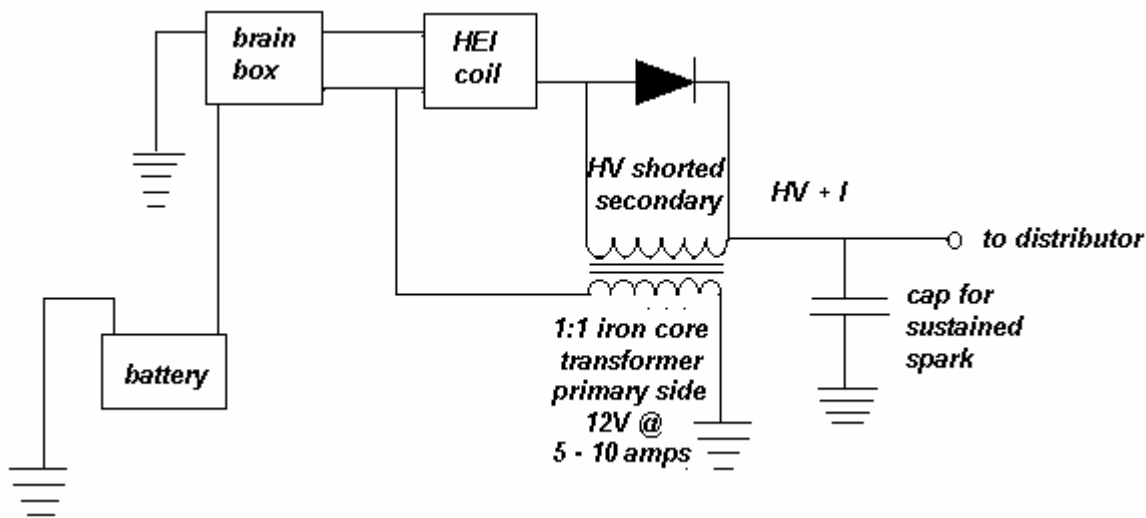 brain
box
HEI
coil
HV shorted
secondary
HV + I
to distributor
cap for
sustained
spark
1:1 iron core
transformer
primary side
12V @
5 - 10 amps
battery